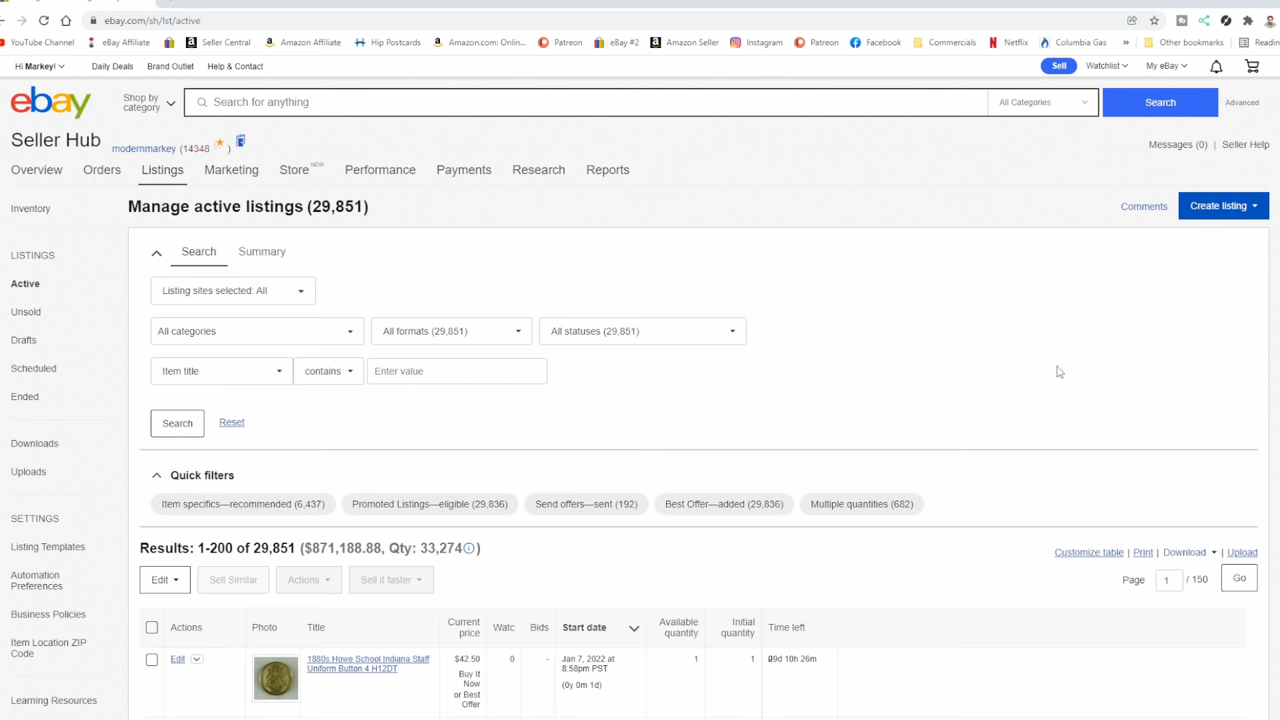 ebay.com/sh/lst/active
YouTube Channel eBay Affiliate Seller Central Amazon Affiliate Hip Postcards Amazon.com: Onlin... Patreon eBay #2 Amazon Seller Instagram Patreon Facebook Commercials Netflix Columbia Gas » Other bookmarks
Hi Markey! Daily Deals Brand Outlet Help & Contact Sell Watchlist My eBay
ebay Shop by category Search for anything All Categories Search Advanced
Seller Hub modernmarkey (14348 ) Messages (0) | Seller Help
Overview Orders Listings Marketing Store NEW Performance Payments Research Reports
Inventory
LISTINGS
Active
Unsold
Drafts
Scheduled
Ended
Downloads
Uploads
SETTINGS
Listing Templates
Automation Preferences
Business Policies
Item Location ZIP Code
Learning Resources
Manage active listings (29,851) Comments Create listing
Search Summary
Listing sites selected: All
All categories All formats (29,851) All statuses (29,851)
Item title contains Enter value
Search Reset
Quick filters
Item specifics—recommended (6,437) Promoted Listings—eligible (29,836) Send offers—sent (192) Best Offer—added (29,836) Multiple quantities (682)
Results: 1-200 of 29,851 ($871,188.88, Qty: 33,274) Customize table | Print | Download | Upload
Edit Sell Similar Actions Sell it faster Page 1 / 150 Go
Actions Photo Title Current price Watc Bids Start date Available quantity Initial quantity Time left
Edit 1880s Howe School Indiana Staff Uniform Button 4 H12DT $42.50 Buy It Now or Best Offer 0 - Jan 7, 2022 at 8:58pm PST (0y 0m 1d) 1 1 10h 26m